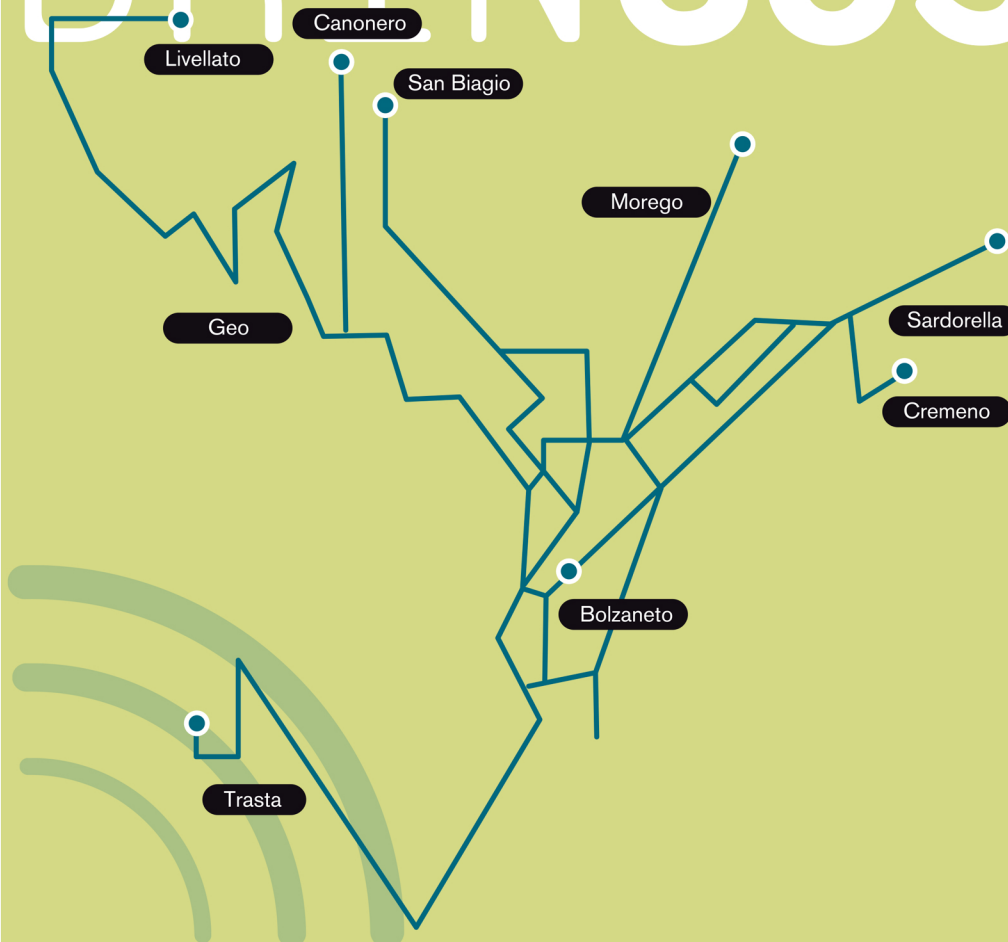 Canonero
Livellato
San Biagio
Morego
Geo
Sardorella
Cremeno
Bolzaneto
Trasta